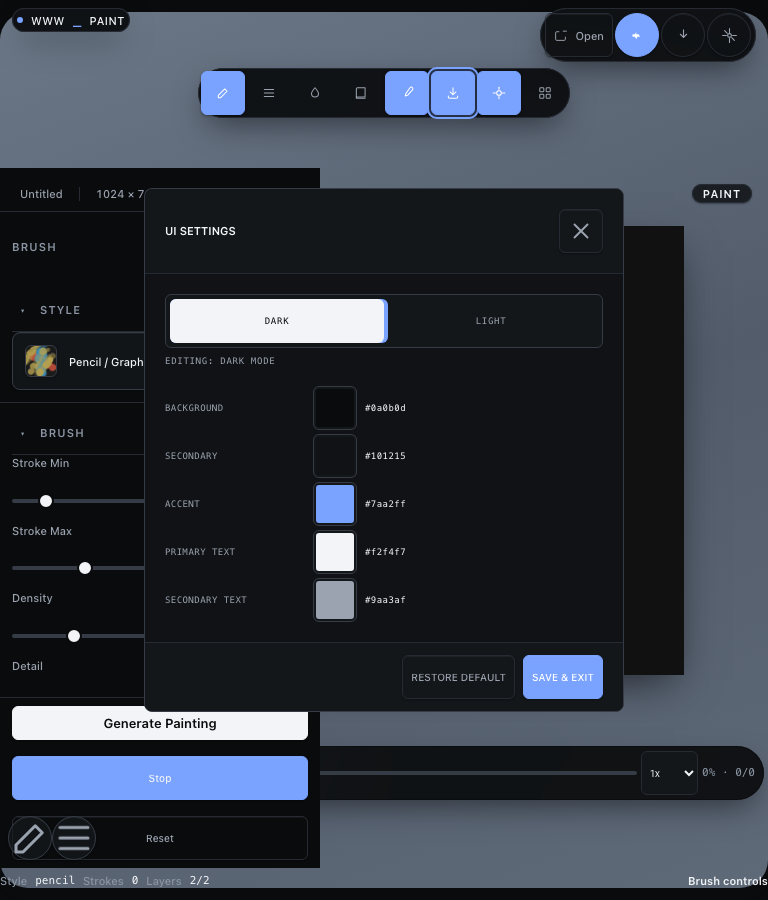 WWW _ PAINT
Open
Untitled
1024 × 7
PAINT
UI SETTINGS
BRUSH
DARK
LIGHT
EDITING: DARK MODE
STYLE
Pencil / Graph
BACKGROUND
#0a0b0d
BRUSH
SECONDARY
#101215
Stroke Min
ACCENT
#7aa2ff
Stroke Max
PRIMARY TEXT
#f2f4f7
Density
SECONDARY TEXT
#9aa3af
Detail
RESTORE DEFAULT
SAVE & EXIT
Generate Painting
Stop
1x
0% · 0/0
Reset
Style pencil Strokes 0 Layers 2/2
Brush controls